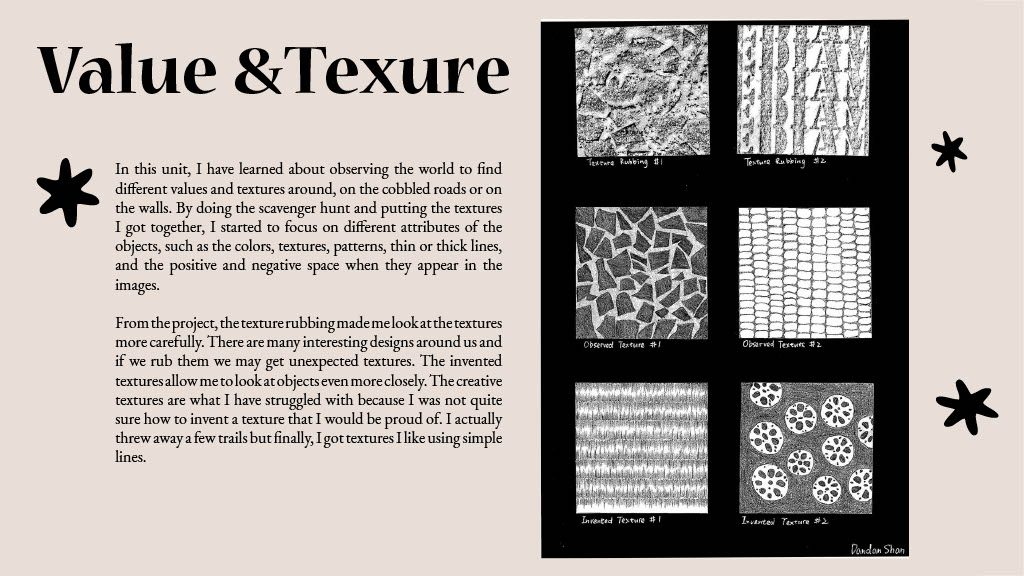 Value &Texure
In this unit, I have learned about observing the world to find
different values and textures around, on the cobbled roads or on
the walls. By doing the scavenger hunt and putting the textures
I got together, I started to focus on different attributes of the
objects, such as the colors, textures, patterns, thin or thick lines,
and the positive and negative space when they appear in the
images.
From the project, the texture rubbing made me look at the textures
more carefully. There are many interesting designs around us and
if we rub them we may get unexpected textures. The invented
textures allow me to look at objects even more closely. The creative
textures are what I have struggled with because I was not quite
sure how to invent a texture that I would be proud of. I actually
threw away a few trails but finally, I got textures I like using simple
lines.
Texture Rubbing #1
Texture Rubbing #2
Observed Texture #1
Observed Texture #2
Invented Texture #1
Invented Texture #2
Dandan Shan